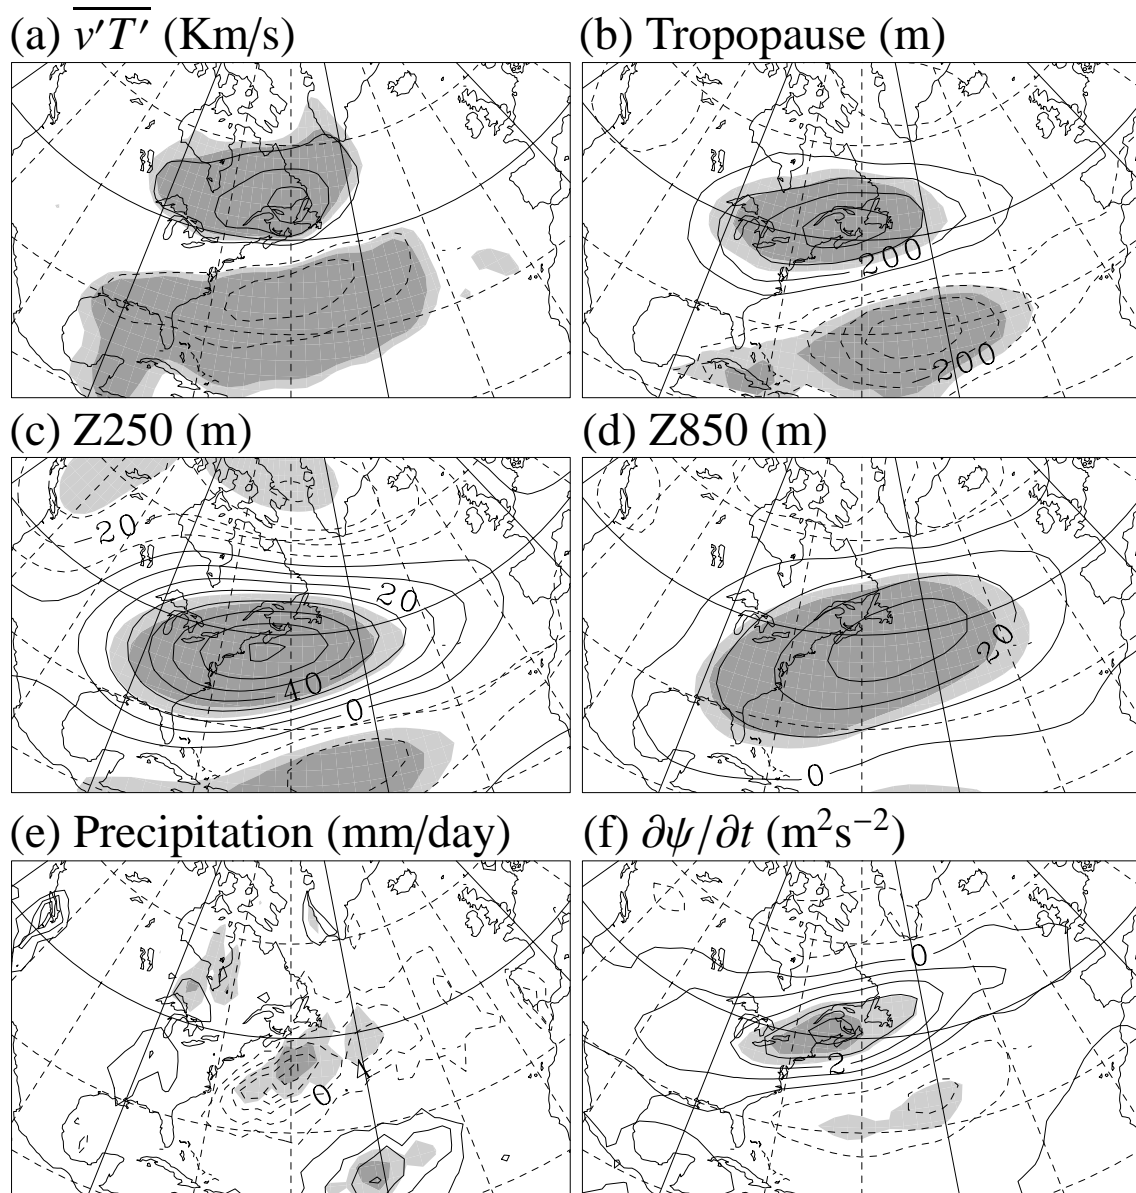 (a) v′T′ (Km/s)
(b) Tropopause (m)
200
200
(c) Z250 (m)
20
20
40
0
(d) Z850 (m)
20
0
(e) Precipitation (mm/day)
0.4
(f) ∂ψ/∂t (m²s⁻²)
0
2